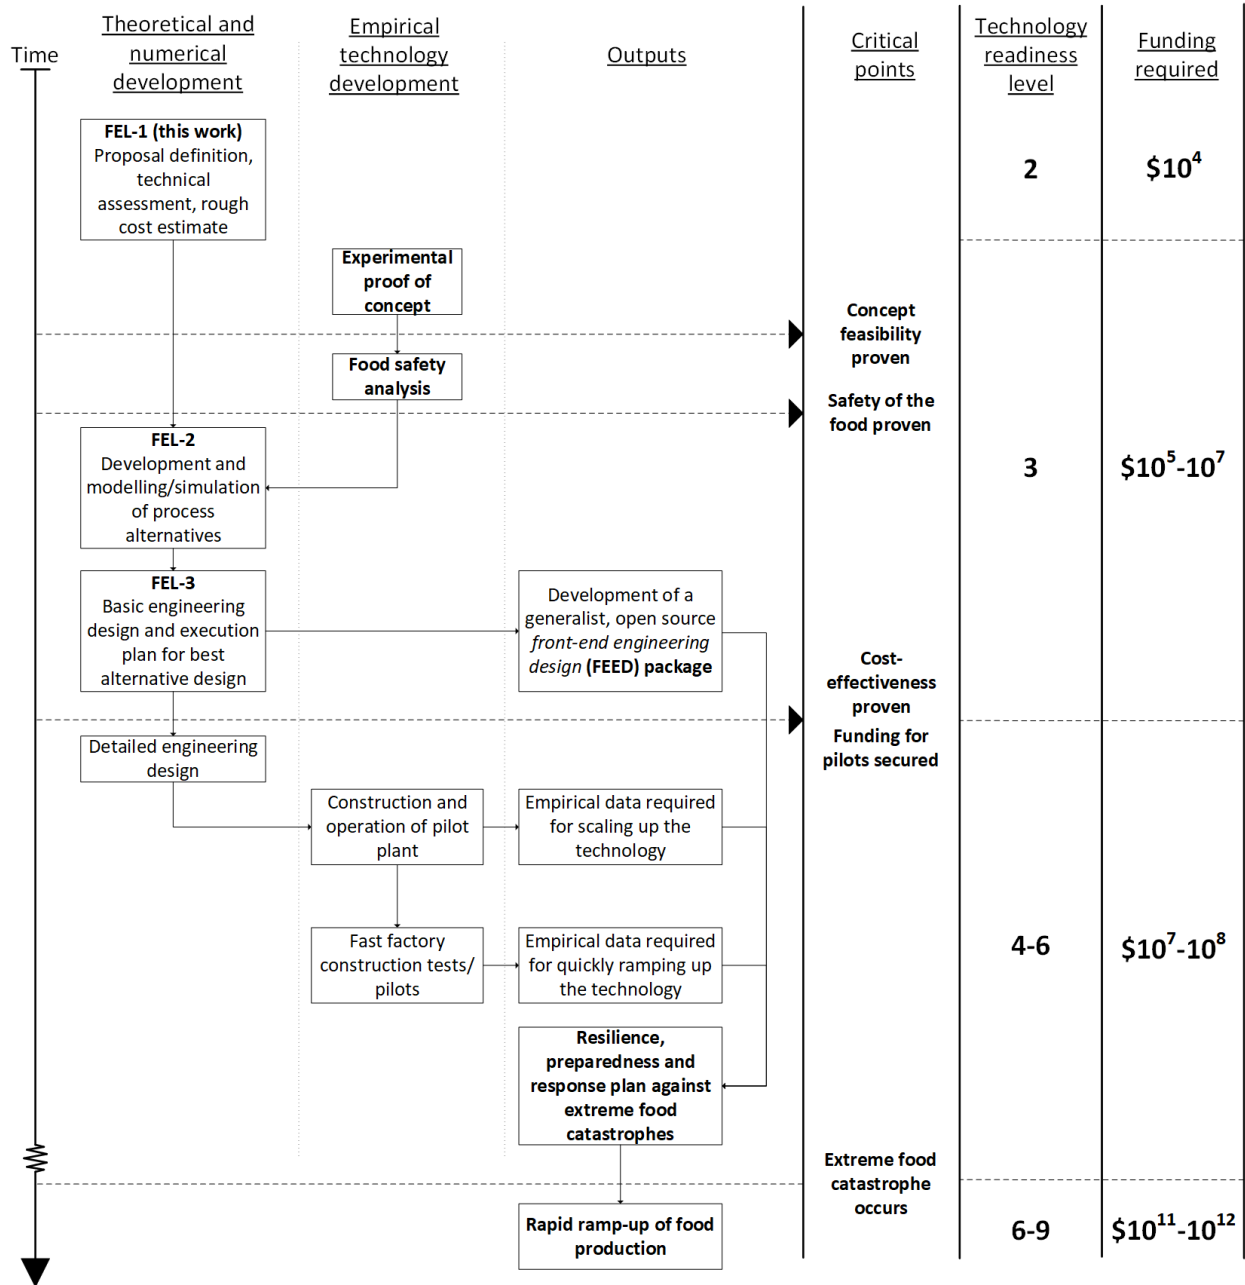 Time
Theoretical and
numerical
development
Empirical
technology
development
Outputs
Critical
points
Technology
readiness
level
Funding
required
FEL-1 (this work)
Proposal definition,
technical
assessment, rough
cost estimate
2
$10⁴
Experimental
proof of
concept
Concept
feasibility
proven
Food safety
analysis
Safety of the
food proven
FEL-2
Development and
modelling/simulation
of process
alternatives
3
$10⁵-10⁷
FEL-3
Basic engineering
design and execution
plan for best
alternative design
Development of a
generalist, open source
front-end engineering
design (FEED) package
Cost-
effectiveness
proven
Funding for
pilots secured
Detailed engineering
design
Construction and
operation of pilot
plant
Empirical data required
for scaling up the
technology
Fast factory
construction tests/
pilots
Empirical data required
for quickly ramping up
the technology
4-6
$10⁷-10⁸
Resilience,
preparedness and
response plan against
extreme food
catastrophes
Extreme food
catastrophe
occurs
Rapid ramp-up of food
production
6-9
$10¹¹-10¹²